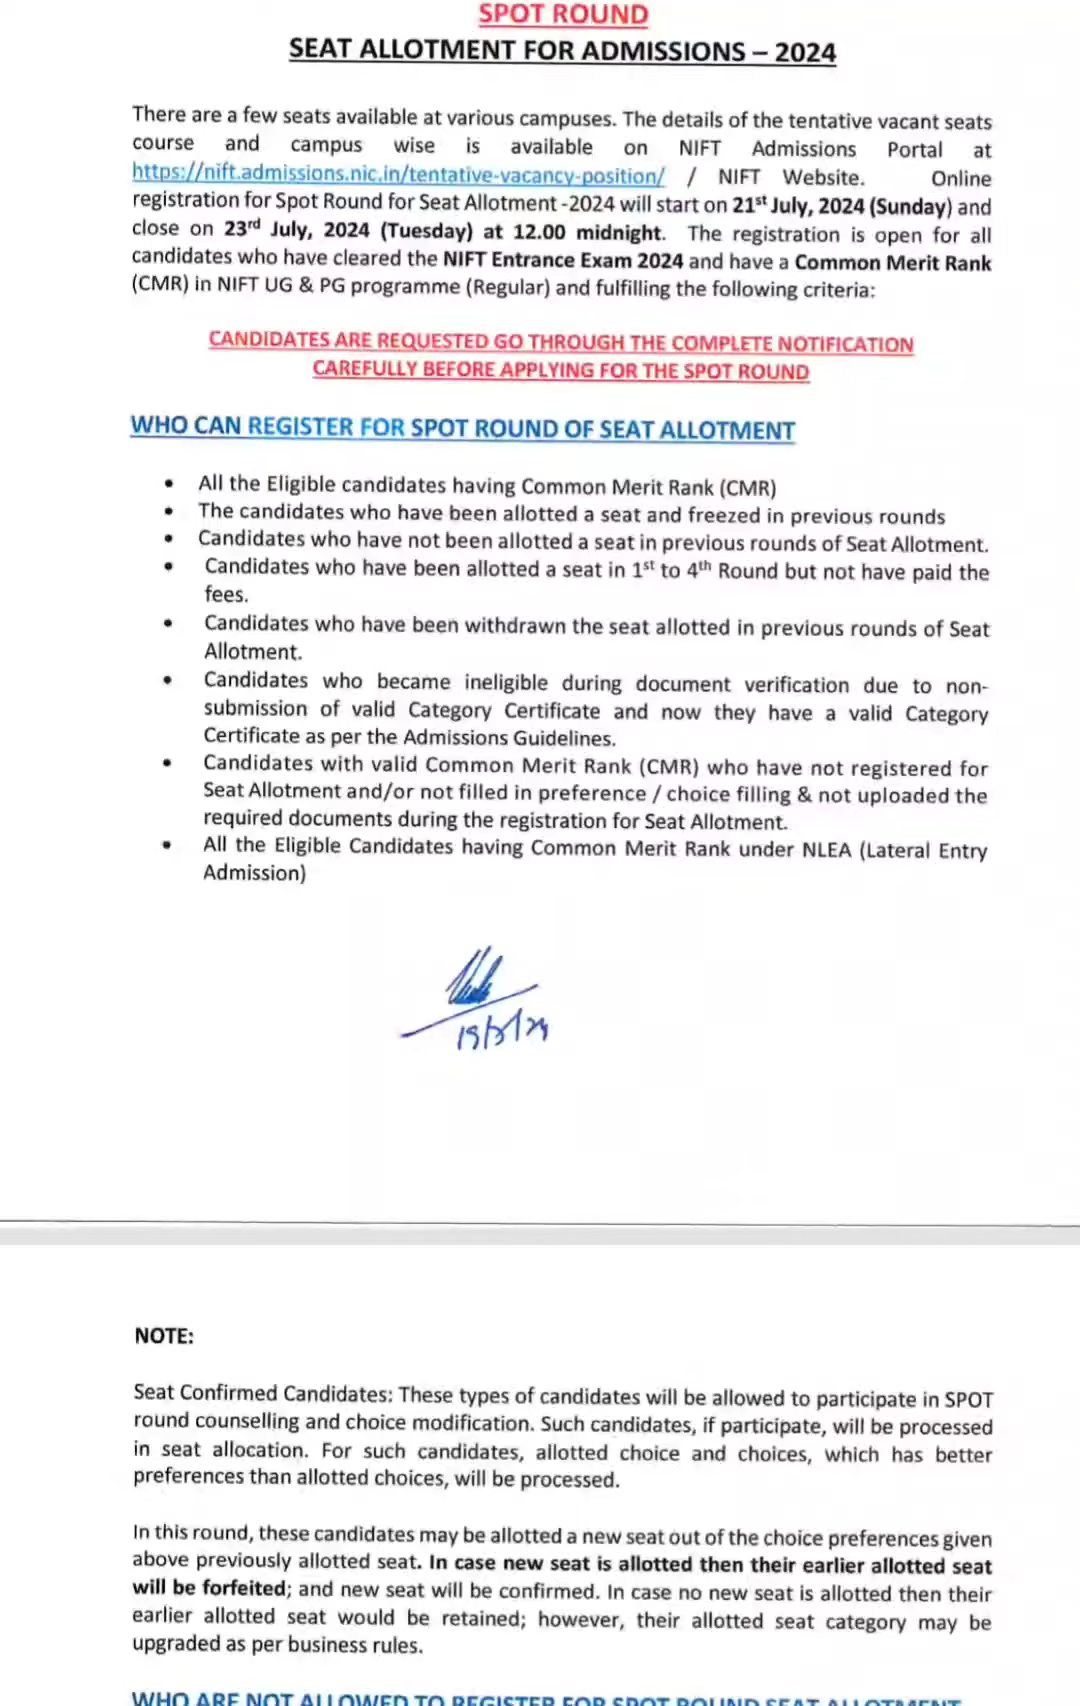 SPOT ROUND
SEAT ALLOTMENT FOR ADMISSIONS – 2024
There are a few seats available at various campuses. The details of the tentative vacant seats
course and campus wise is available on NIFT Admissions Portal at
https://nift.admissions.nic.in/tentative-vacancy-position/ / NIFT Website. Online
registration for Spot Round for Seat Allotment -2024 will start on 21st July, 2024 (Sunday) and
close on 23rd July, 2024 (Tuesday) at 12.00 midnight. The registration is open for all
candidates who have cleared the NIFT Entrance Exam 2024 and have a Common Merit Rank
(CMR) in NIFT UG & PG programme (Regular) and fulfilling the following criteria:
CANDIDATES ARE REQUESTED GO THROUGH THE COMPLETE NOTIFICATION
CAREFULLY BEFORE APPLYING FOR THE SPOT ROUND
WHO CAN REGISTER FOR SPOT ROUND OF SEAT ALLOTMENT
• All the Eligible candidates having Common Merit Rank (CMR)
• The candidates who have been allotted a seat and freezed in previous rounds
• Candidates who have not been allotted a seat in previous rounds of Seat Allotment.
• Candidates who have been allotted a seat in 1st to 4th Round but not have paid the
fees.
• Candidates who have been withdrawn the seat allotted in previous rounds of Seat
Allotment.
• Candidates who became ineligible during document verification due to non-
submission of valid Category Certificate and now they have a valid Category
Certificate as per the Admissions Guidelines.
• Candidates with valid Common Merit Rank (CMR) who have not registered for
Seat Allotment and/or not filled in preference / choice filling & not uploaded the
required documents during the registration for Seat Allotment.
• All the Eligible Candidates having Common Merit Rank under NLEA (Lateral Entry
Admission)
NOTE:
Seat Confirmed Candidates: These types of candidates will be allowed to participate in SPOT
round counselling and choice modification. Such candidates, if participate, will be processed
in seat allocation. For such candidates, allotted choice and choices, which has better
preferences than allotted choices, will be processed.
In this round, these candidates may be allotted a new seat out of the choice preferences given
above previously allotted seat. In case new seat is allotted then their earlier allotted seat
will be forfeited; and new seat will be confirmed. In case no new seat is allotted then their
earlier allotted seat would be retained; however, their allotted seat category may be
upgraded as per business rules.
WHO ARE NOT ALLOWED TO REGISTER FOR SPOT ROUND SEAT ALLOTMENT